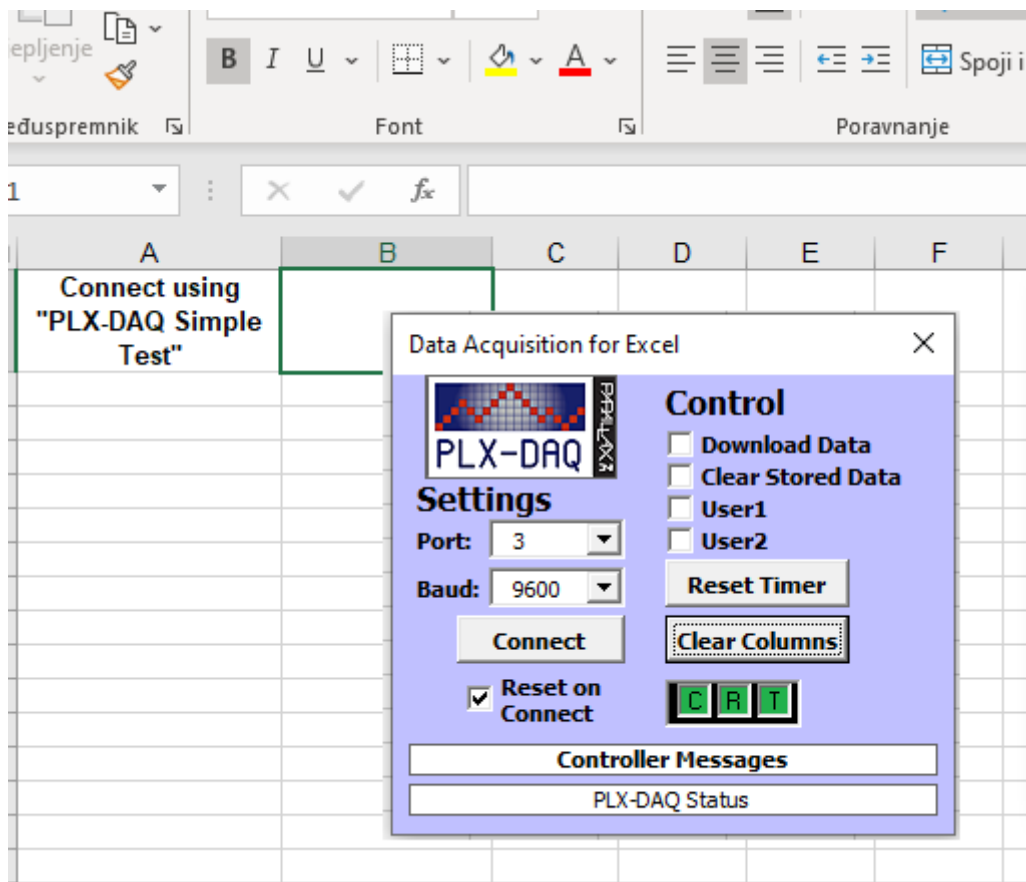 epljenje
B I U A
Spoji i
eđuspremnik Font Poravnanje
1 fx
A B C D E F
Connect using
"PLX-DAQ Simple
Test"
Data Acquisition for Excel
PLX-DAQ
PARALLAX
Control
Download Data
Clear Stored Data
User1
User2
Settings
Port: 3
Baud: 9600
Reset Timer
Connect
Clear Columns
Reset on
Connect
C R T
Controller Messages
PLX-DAQ Status